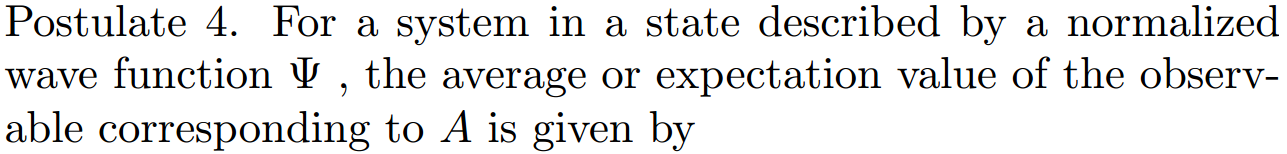 Postulate 4. For a system in a state described by a normalized
wave function Ψ , the average or expectation value of the observ-
able corresponding to A is given by